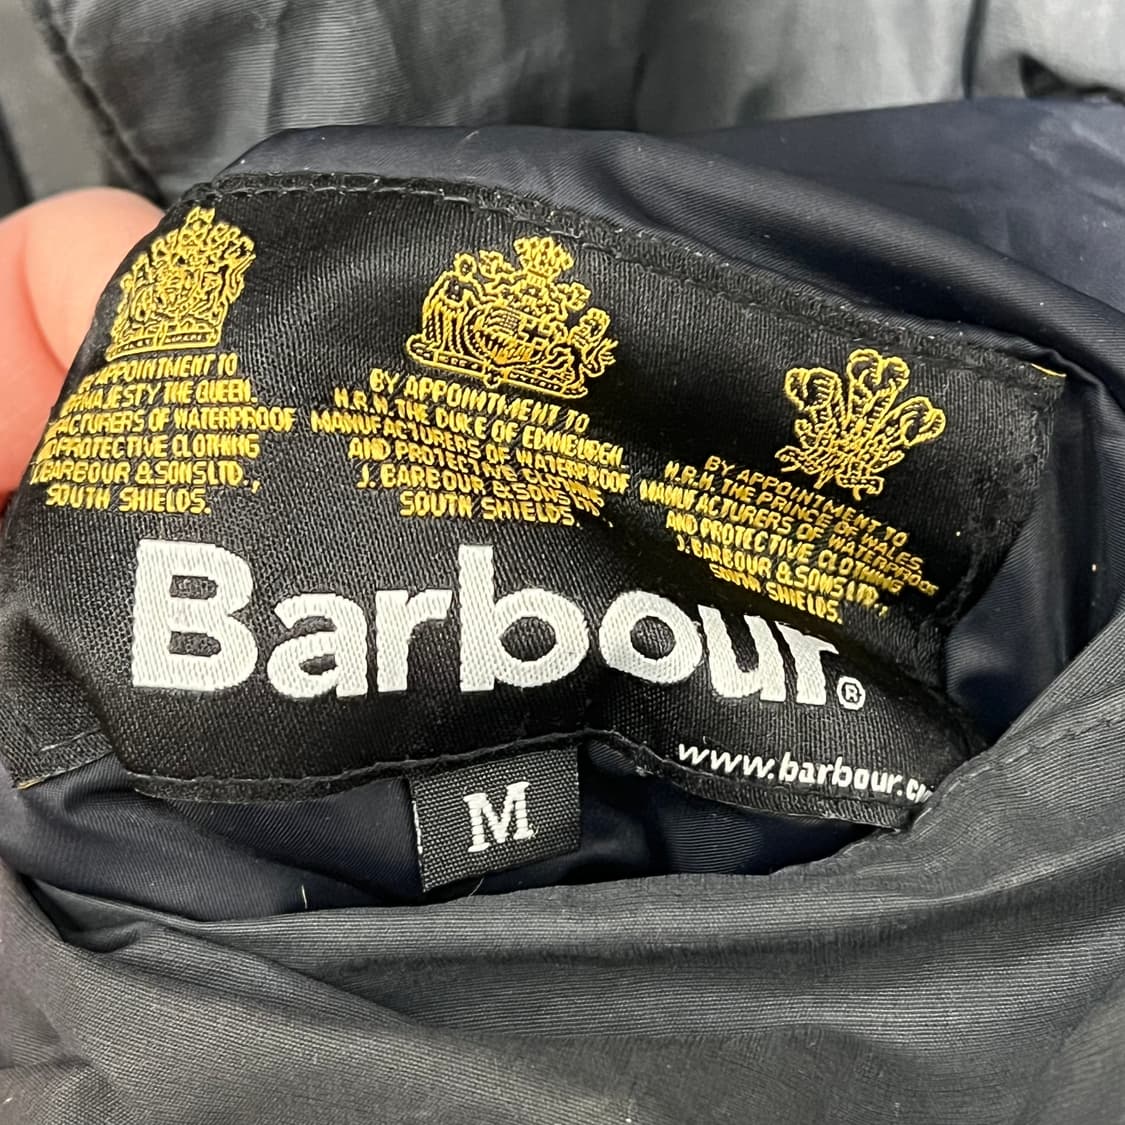 BY APPOINTMENT TO
HER MAJESTY THE QUEEN.
MANUFACTURERS OF WATERPROOF
AND PROTECTIVE CLOTHING
J. BARBOUR & SONS LTD.,
SOUTH SHIELDS.
BY APPOINTMENT TO
H.R.H. THE DUKE OF EDINBURGH.
MANUFACTURERS OF WATERPROOF
AND PROTECTIVE CLOTHING
J. BARBOUR & SONS LTD.,
SOUTH SHIELDS.
BY APPOINTMENT TO
H.R.H. THE PRINCE OF WALES.
MANUFACTURERS OF WATERPROOF
AND PROTECTIVE CLOTHING
J. BARBOUR & SONS LTD.,
SOUTH SHIELDS.
Barbour®
www.barbour.c
M